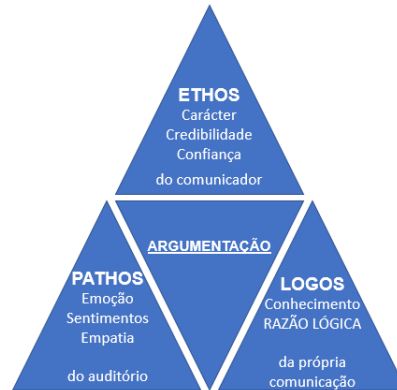 ETHOS
Carácter
Credibilidade
Confiança
do comunicador
ARGUMENTAÇÃO
PATHOS
Emoção
Sentimentos
Empatia
do auditório
LOGOS
Conhecimento
RAZÃO LÓGICA
da própria
comunicação